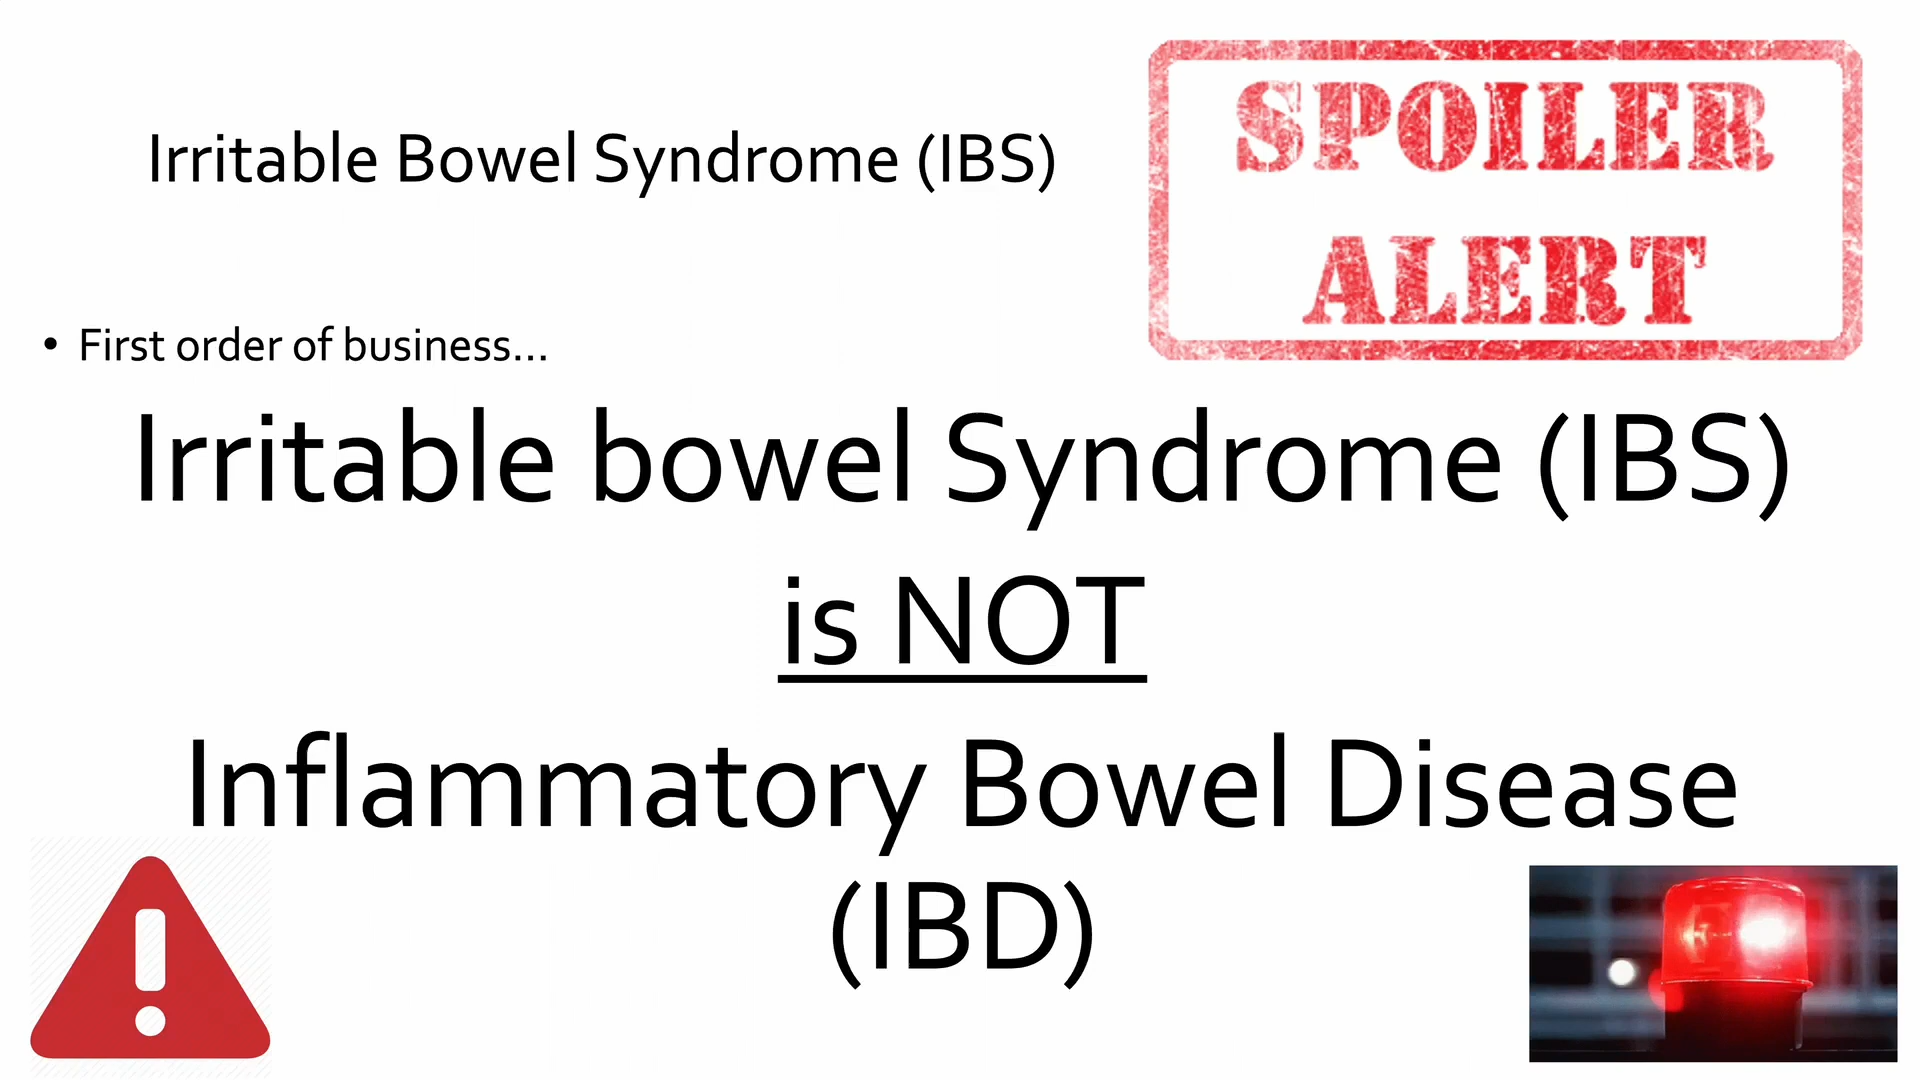 Irritable Bowel Syndrome (IBS)
SPOILER
ALERT
• First order of business...
Irritable bowel Syndrome (IBS)
is NOT
Inflammatory Bowel Disease
(IBD)